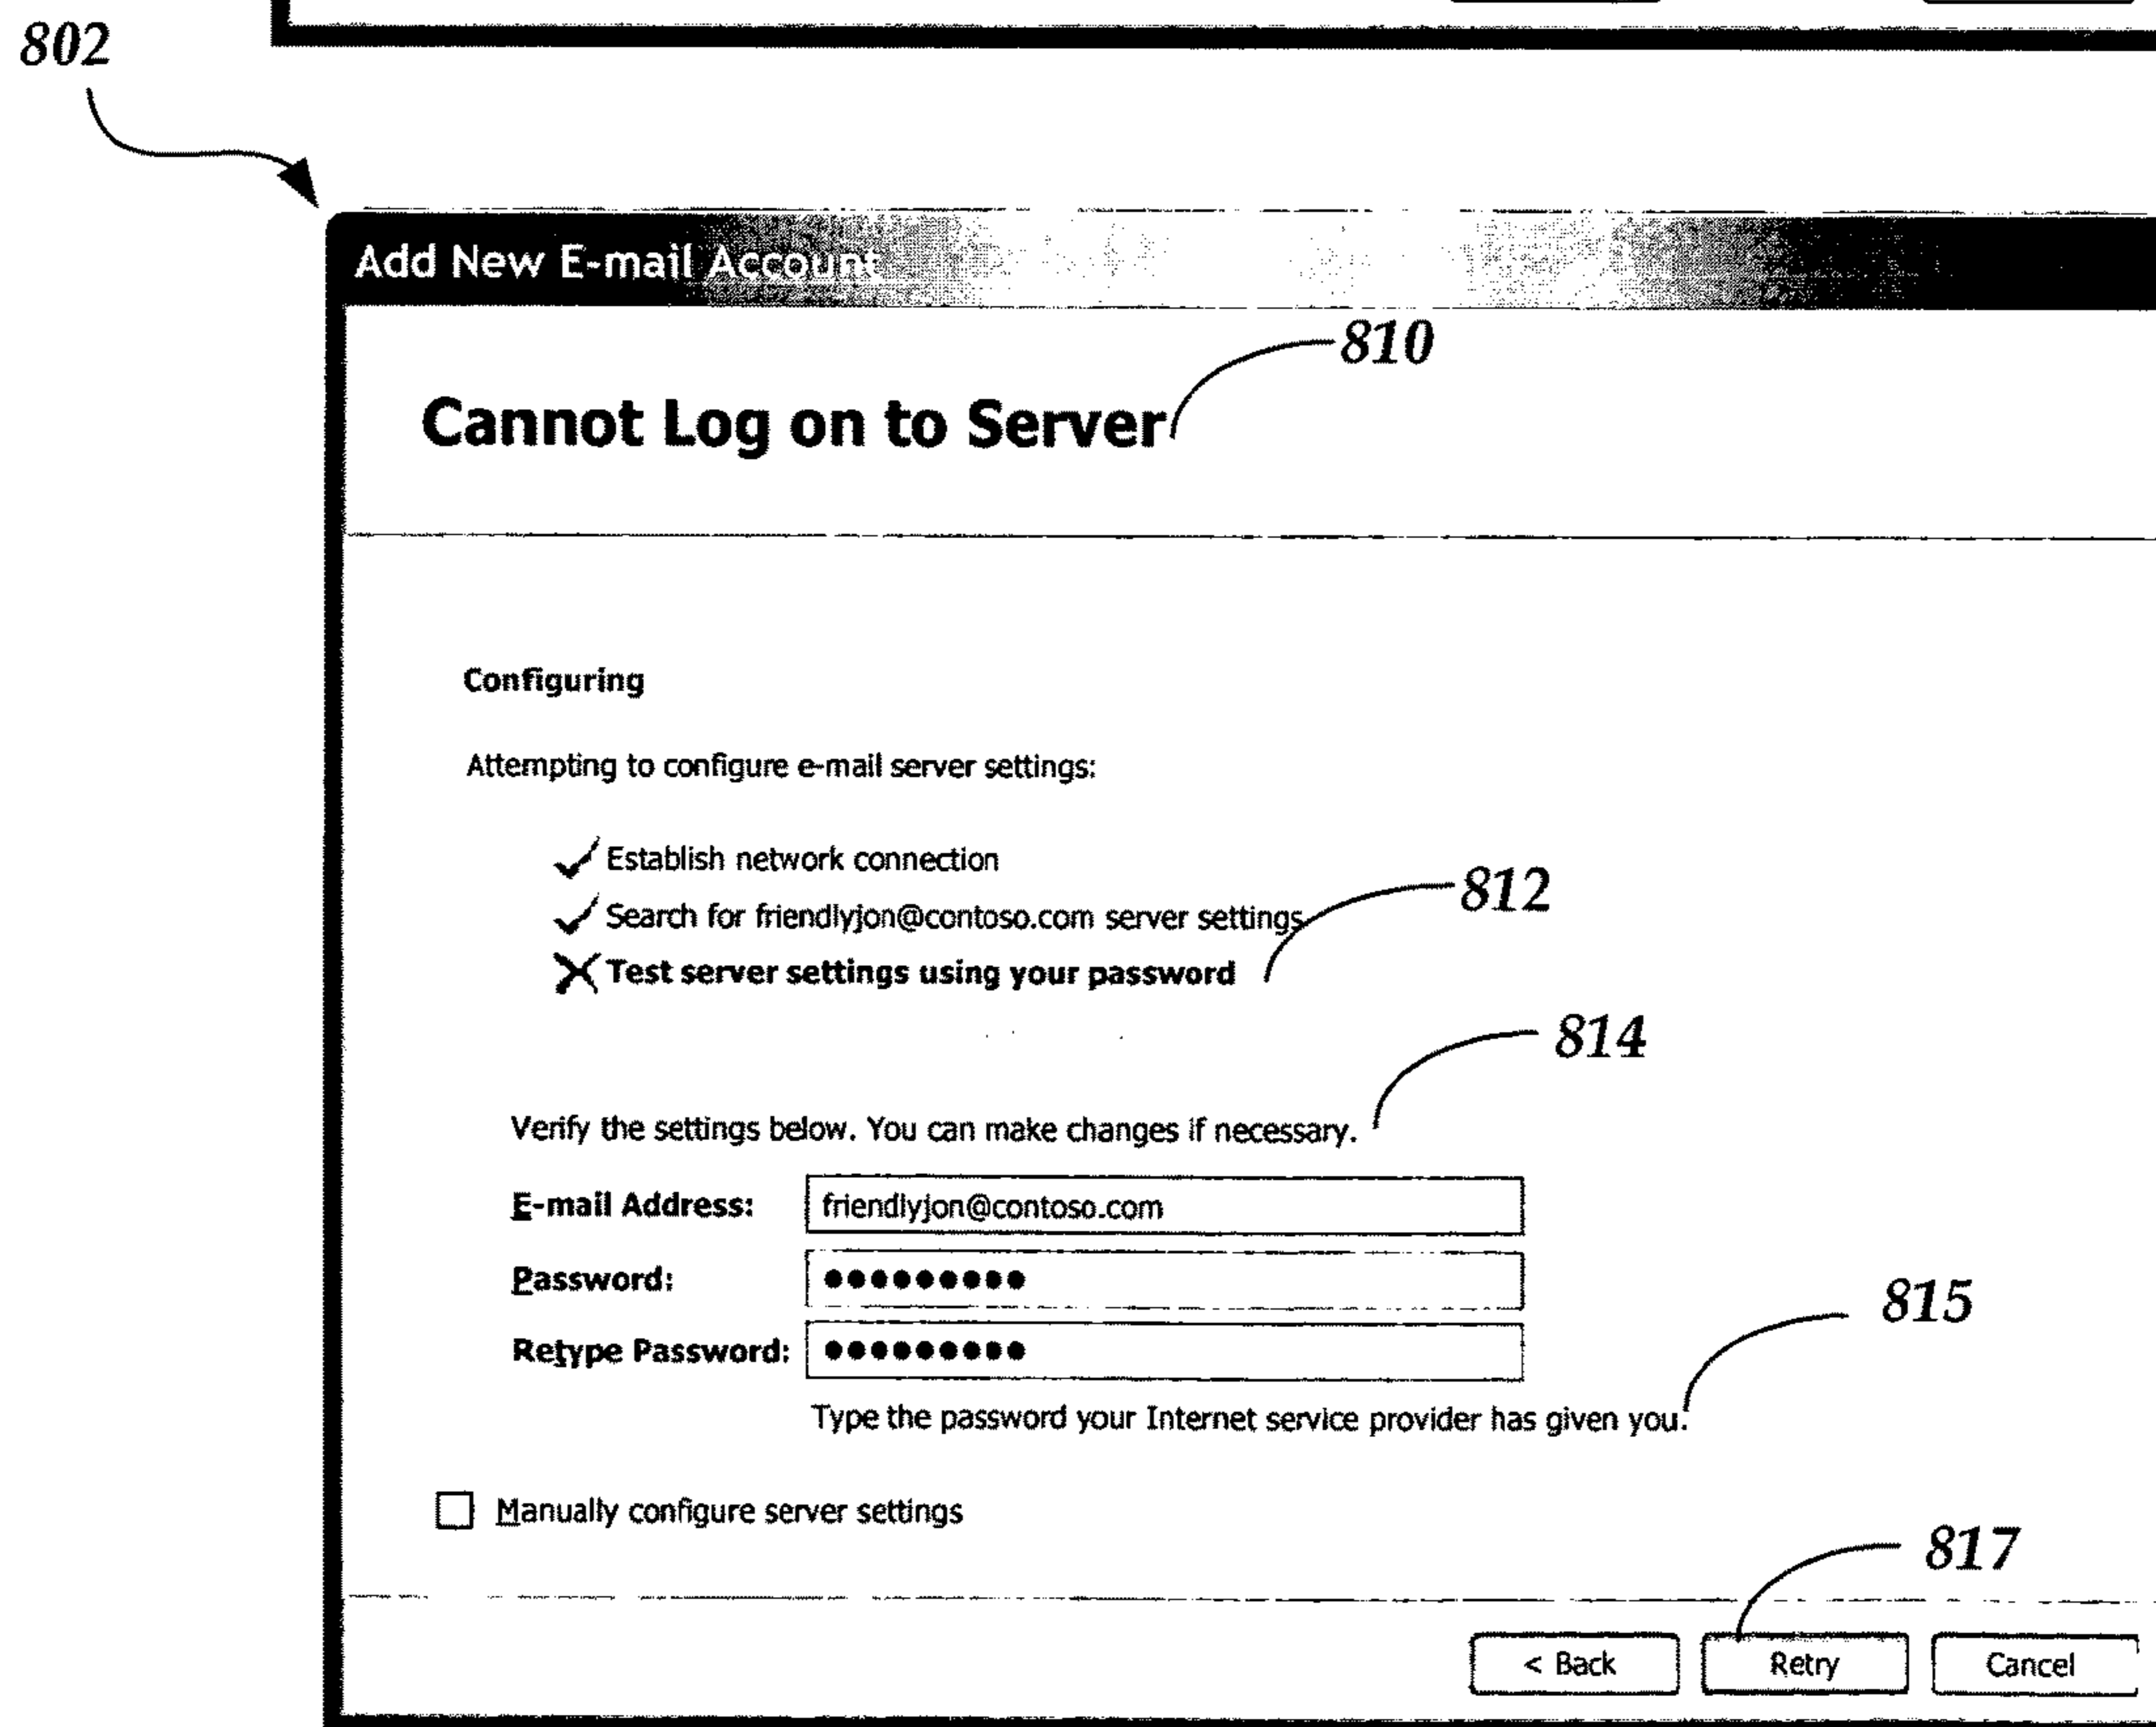 802
Add New E-mail Account
810
Cannot Log on to Server
Configuring
Attempting to configure e-mail server settings:
Establish network connection
812
Search for friendlyjon@contoso.com server settings
Test server settings using your password
814
Verify the settings below. You can make changes if necessary.
E-mail Address: friendlyjon@contoso.com
Password: ●●●●●●●●●
815
Retype Password: ●●●●●●●●●
Type the password your Internet service provider has given you.
Manually configure server settings
817
< Back Retry Cancel